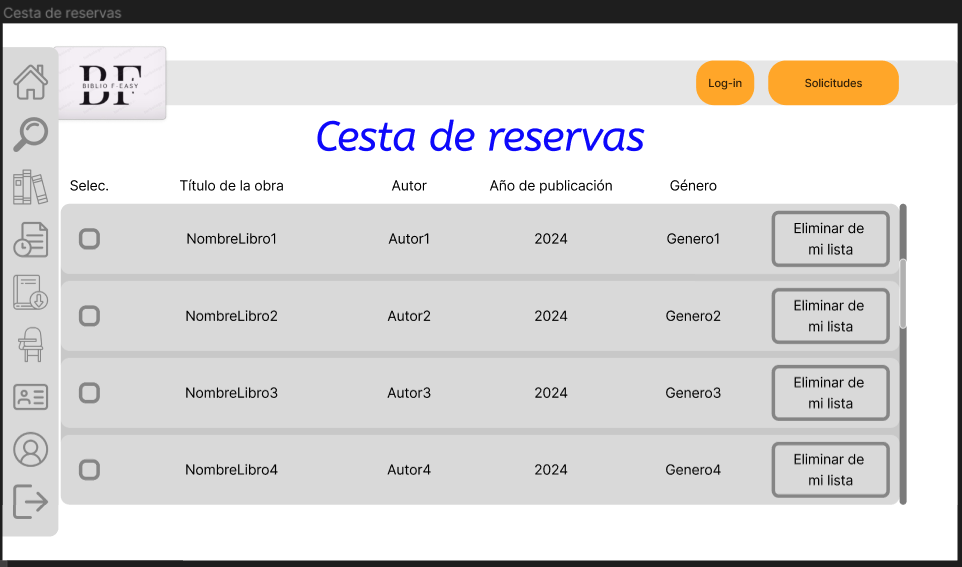 Cesta de reservas
BF
BIBLIO F-EASY
Log-in
Solicitudes
Cesta de reservas
Selec. Título de la obra Autor Año de publicación Género
NombreLibro1 Autor1 2024 Genero1
Eliminar de
mi lista
NombreLibro2 Autor2 2024 Genero2
Eliminar de
mi lista
NombreLibro3 Autor3 2024 Genero3
Eliminar de
mi lista
NombreLibro4 Autor4 2024 Genero4
Eliminar de
mi lista